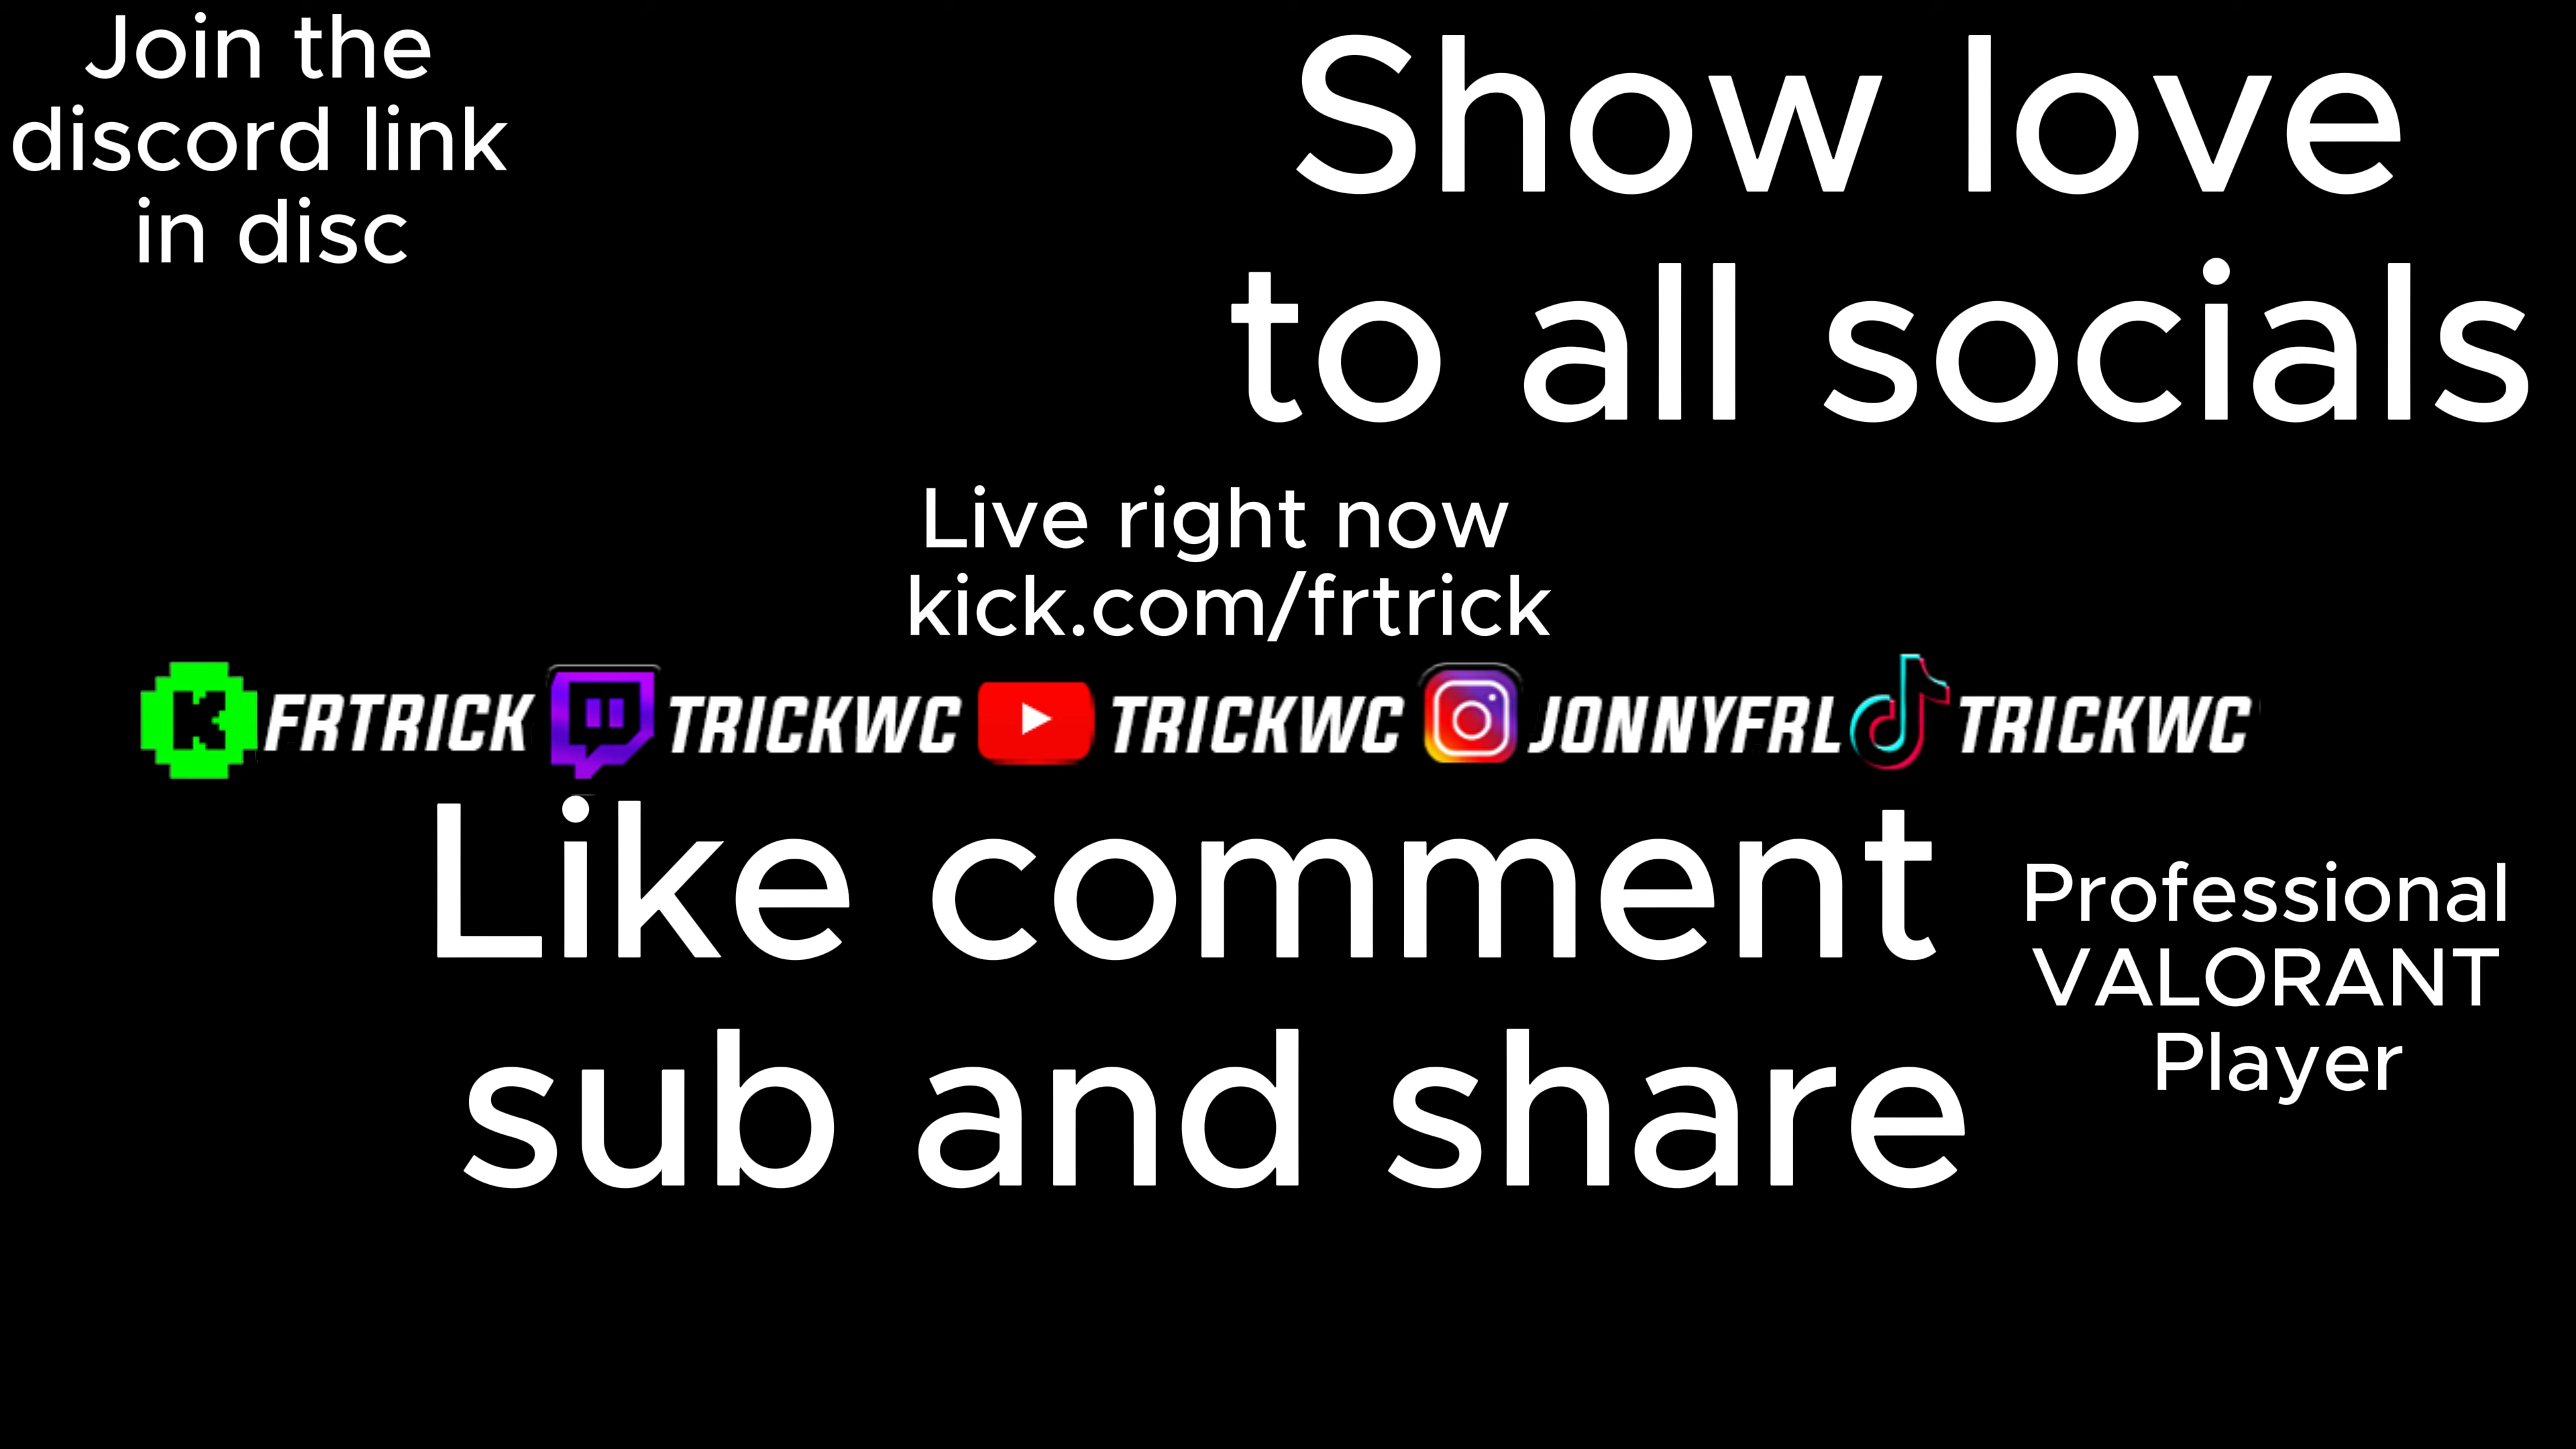 Join the
discord link
in disc
Show love
to all socials
Live right now
kick.com/frtrick
K FRTRICK TRICKWC TRICKWC JONNYFRL TRICKWC
Like comment
sub and share
Professional
VALORANT
Player